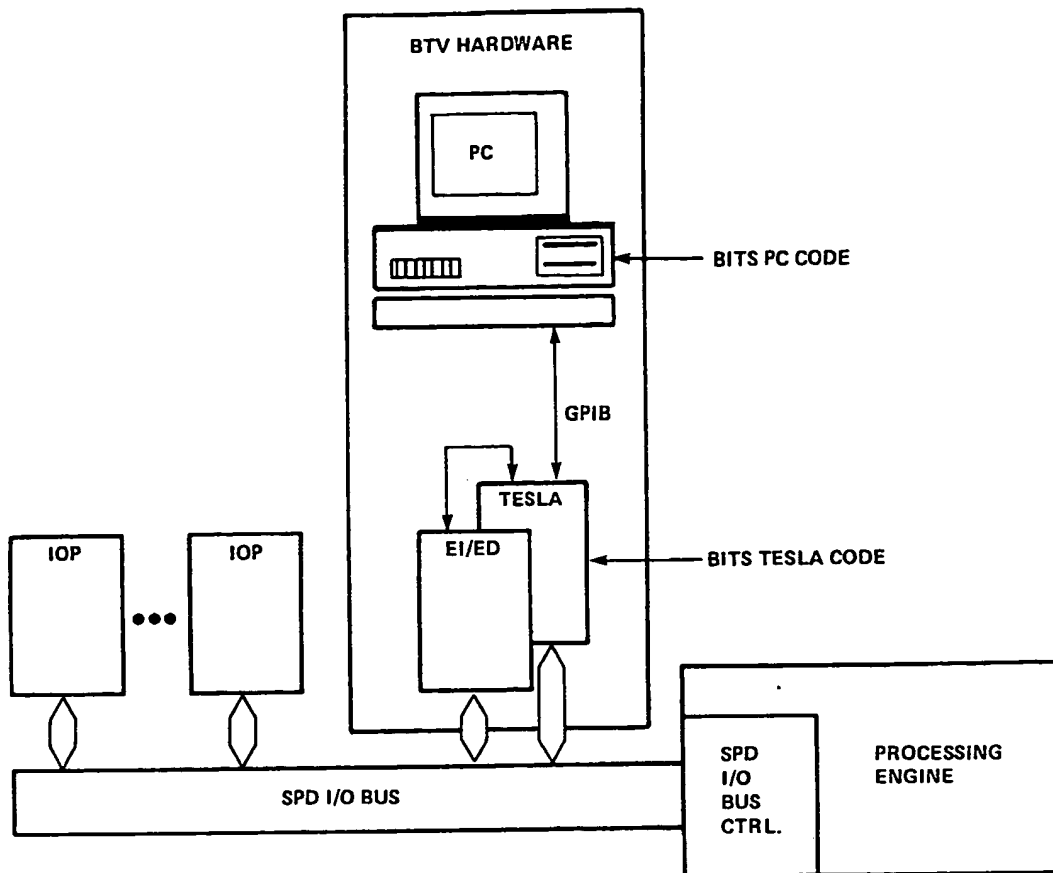 BTV HARDWARE
PC
BITS PC CODE
GPIB
TESLA
EI/ED
BITS TESLA CODE
IOP
IOP
SPD I/O BUS
SPD
I/O
BUS
CTRL.
PROCESSING
ENGINE